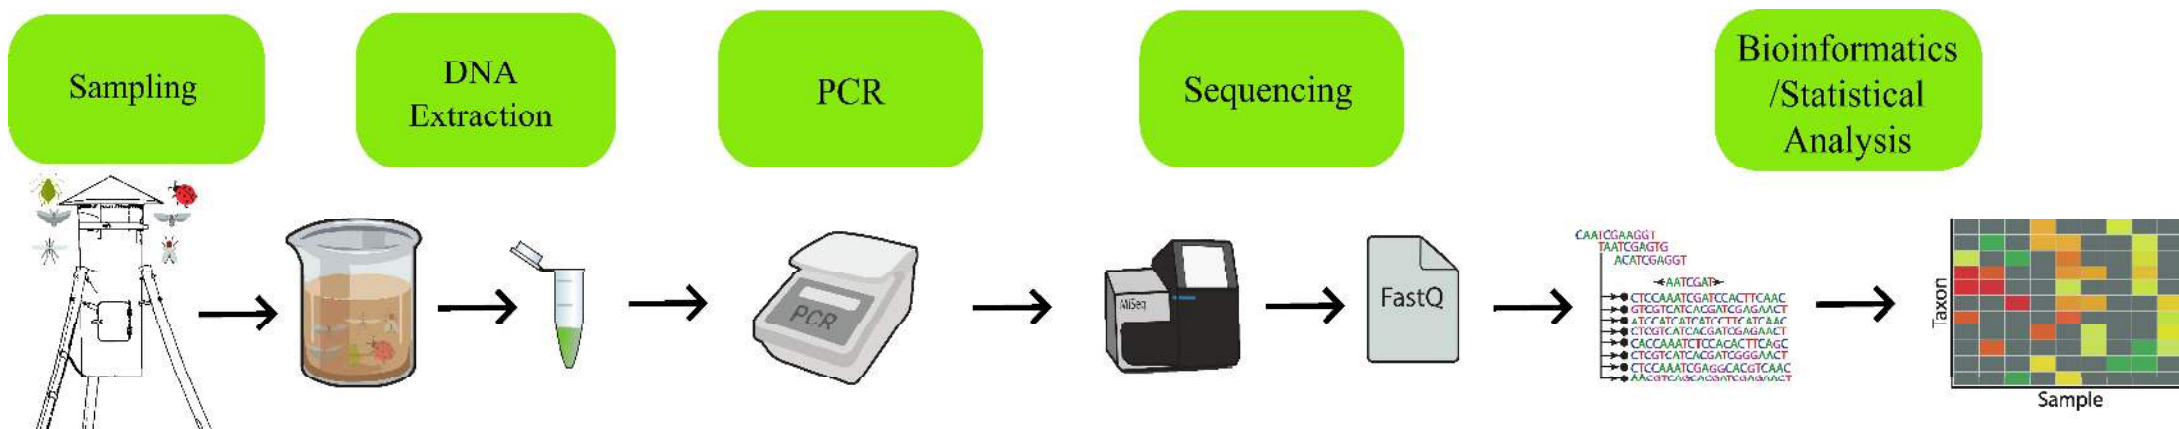 Sampling
DNA
Extraction
PCR
Sequencing
Bioinformatics
/Statistical
Analysis
PCR
MiSeq
FastQ
CAATCGAAGGT
TAATCGAGTG
ACATCGAGGT
AATCGAT
CTCCAAATCGATCCACTTCAAC
GTCGTCATCACGATCGAGAACT
ATCCATCATCATCCTTCATCAAC
CTCGTCATCACGATCGAGAACT
CACCAAATCTCCACACTTCAGC
CTCGTCATCACGATCGGGAACT
CTCCAAATCGAGGCACGTCAAC
Taxon
Sample